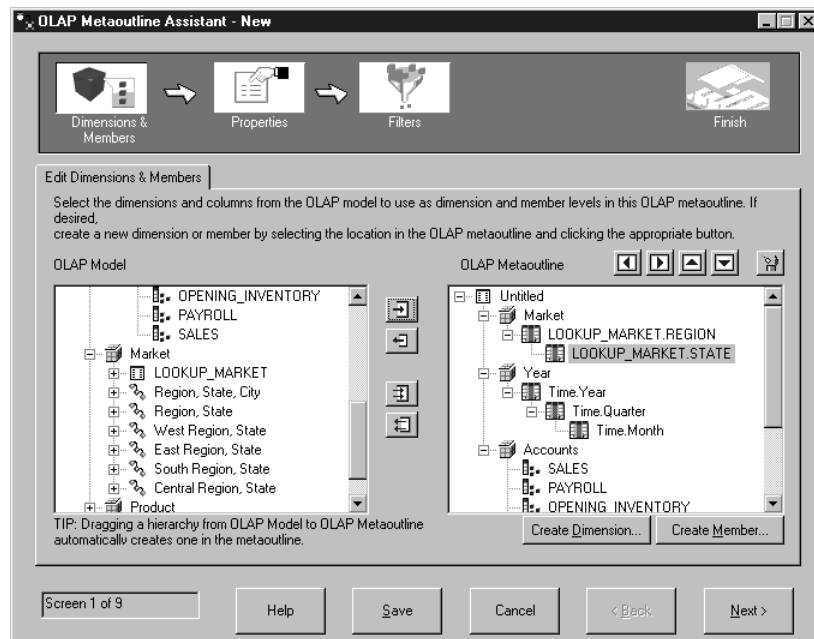 OLAP Metaoutline Assistant - New
Dimensions &
Members
Properties
Filters
Finish
Edit Dimensions & Members
Select the dimensions and columns from the OLAP model to use as dimension and member levels in this OLAP metaoutline. If
desired,
create a new dimension or member by selecting the location in the OLAP metaoutline and clicking the appropriate button.
OLAP Model
OPENING_INVENTORY
PAYROLL
SALES
Market
LOOKUP_MARKET
Region, State, City
Region, State
West Region, State
East Region, State
South Region, State
Central Region, State
Product
TIP: Dragging a hierarchy from OLAP Model to OLAP Metaoutline
automatically creates one in the metaoutline.
OLAP Metaoutline
Untitled
Market
LOOKUP_MARKET.REGION
LOOKUP_MARKET.STATE
Year
Time.Year
Time.Quarter
Time.Month
Accounts
SALES
PAYROLL
OPENING_INVENTORY
Create Dimension...
Create Member...
Screen 1 of 9
Help
Save
Cancel
< Back
Next >